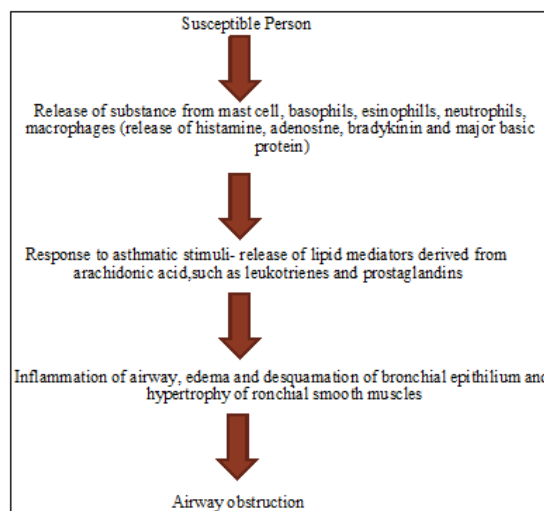 Susceptible Person
Release of substance from mast cell, basophils, esinophills, neutrophils,
macrophages (release of histamine, adenosine, bradykinin and major basic
protein)
Response to asthmatic stimuli- release of lipid mediators derived from
arachidonic acid,such as leukotrienes and prostaglandins
Inflammation of airway, edema and desquamation of bronchial epithilium and
hypertrophy of ronchial smooth muscles
Airway obstruction